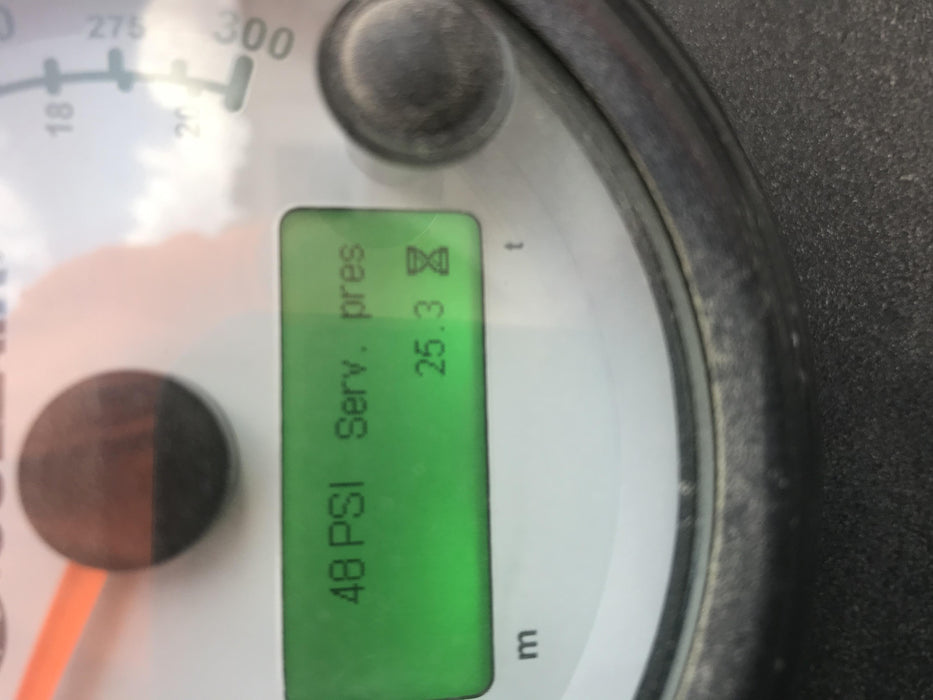 275
300
18
48 PSI Serv. pres
25.3
m
t